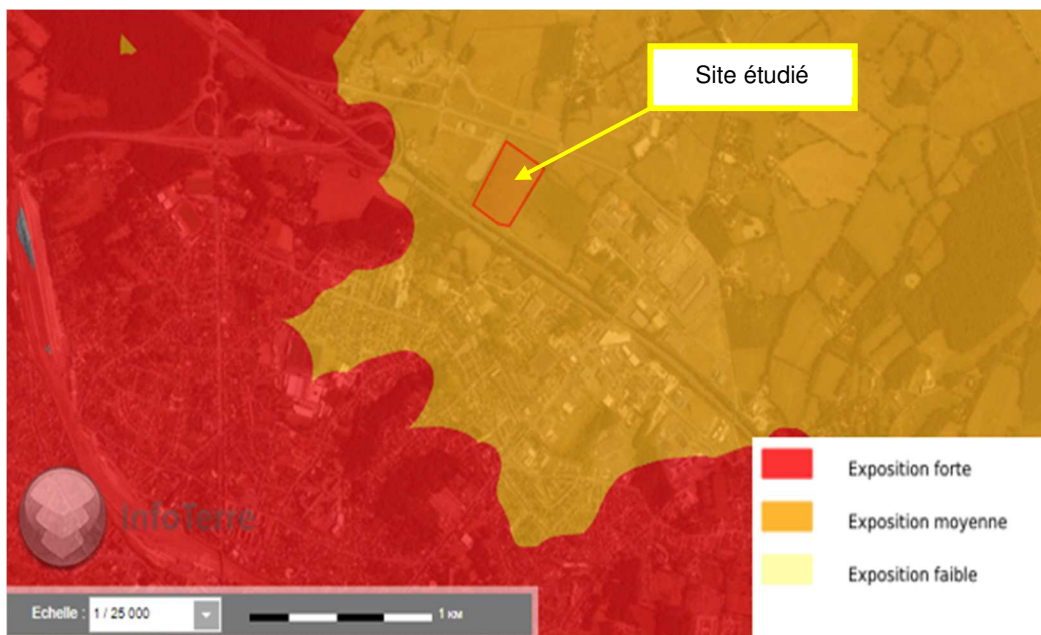 Site étudié
Exposition forte
InfoTerre
Exposition moyenne
Exposition faible
Echelle : 1 / 25 000
1 KM